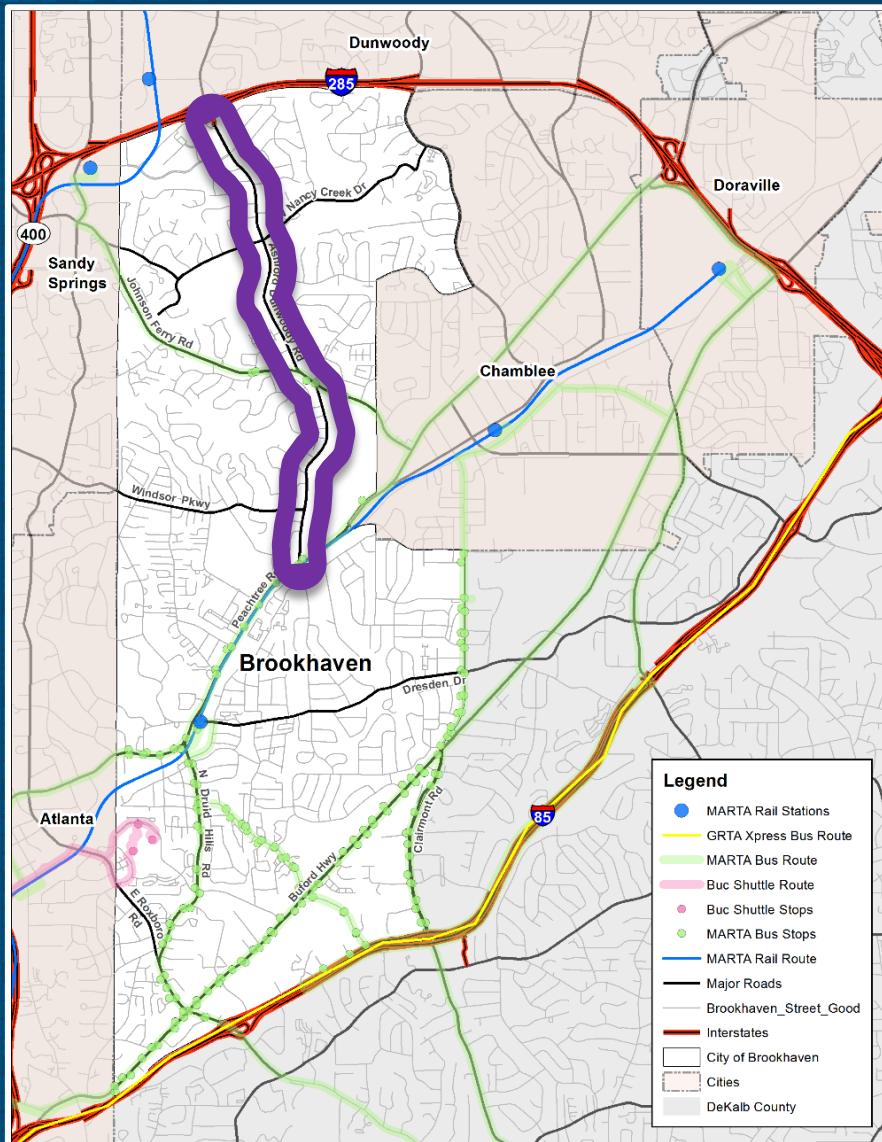 Dunwoody
285
Doraville
Nancy Creek Dr
400
Sandy
Springs
Ashford Dunwoody Rd
Johnson Ferry Rd
Chamblee
Windsor Pkwy
Peachtree R
Brookhaven
Dresden Dr
N Druid Hills Rd
Atlanta
Clairmont Rd
85
Buford Hwy
E Roxboro
Rd
Legend
MARTA Rail Stations
GRTA Xpress Bus Route
MARTA Bus Route
Buc Shuttle Route
Buc Shuttle Stops
MARTA Bus Stops
MARTA Rail Route
Major Roads
Brookhaven_Street_Good
Interstates
City of Brookhaven
Cities
DeKalb County